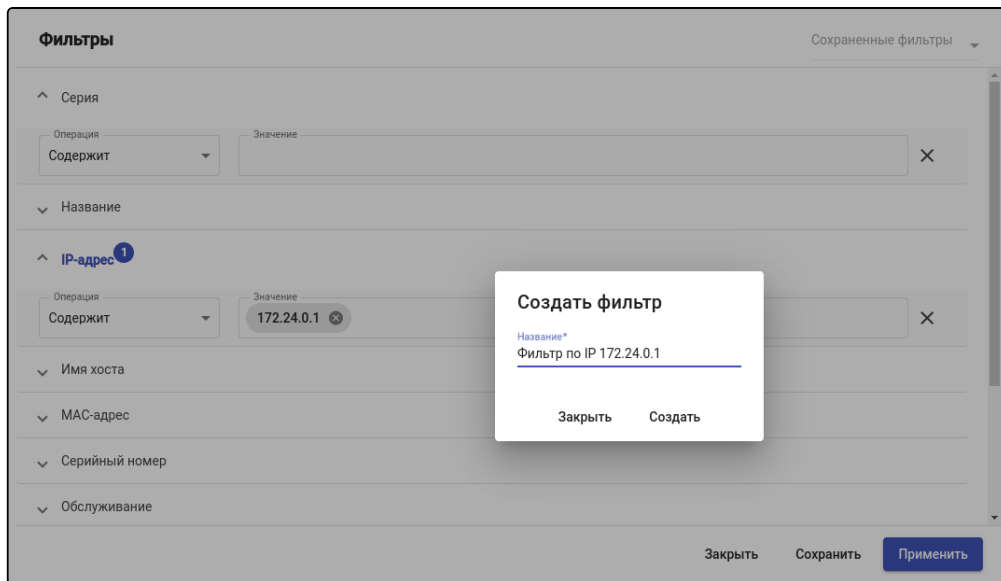 Фильтры
Сохраненные фильтры
Серия
Операция
Значение
Содержит
Название
IP-адрес 1
Операция
Значение
Содержит
172.24.0.1
Создать фильтр
Название*
Фильтр по IP 172.24.0.1
Закрыть Создать
Имя хоста
MAC-адрес
Серийный номер
Обслуживание
Закрыть Сохранить Применить